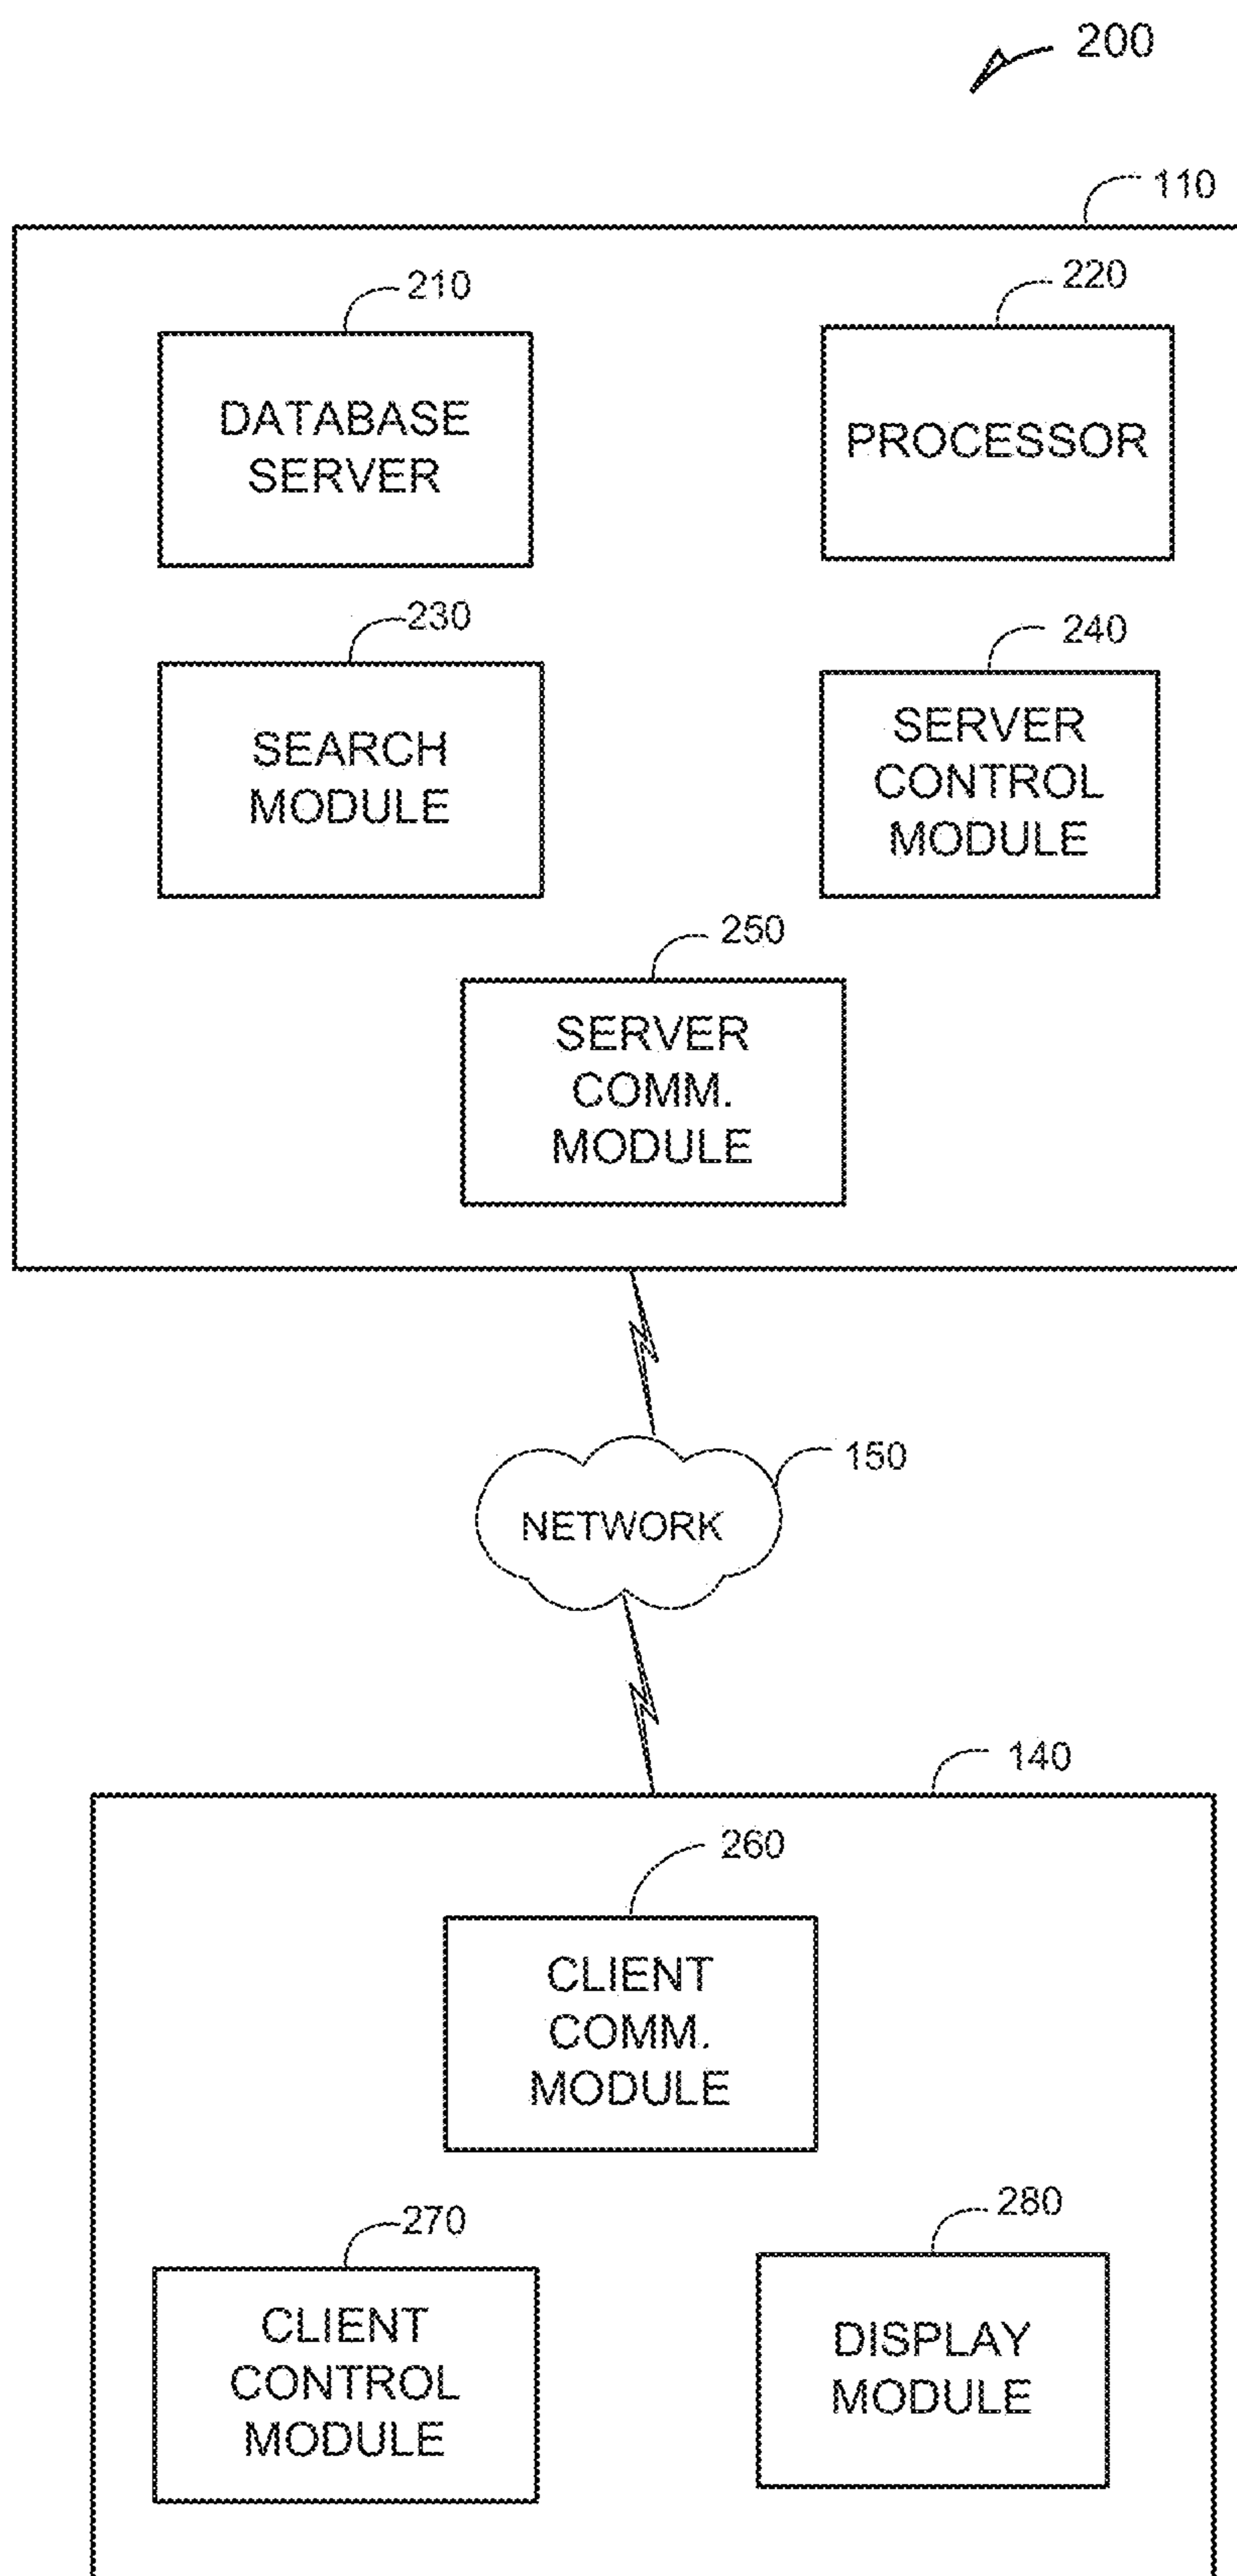 200
110
210
220
DATABASE
SERVER
PROCESSOR
230
240
SEARCH
MODULE
SERVER
CONTROL
MODULE
250
SERVER
COMM.
MODULE
150
NETWORK
140
260
CLIENT
COMM.
MODULE
270
280
CLIENT
CONTROL
MODULE
DISPLAY
MODULE